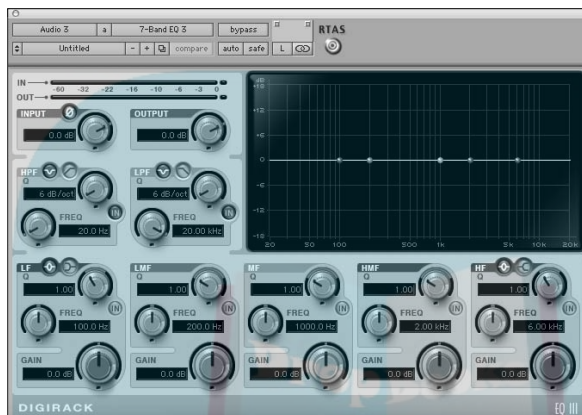 Audio 3 a 7-Band EQ 3 bypass RTAS
Untitled - + compare auto safe L
IN
-60 -32 -22 -16 -10 -6 -3 0
OUT
INPUT Ø OUTPUT
0.0 dB 0.0 dB
HPF LPF
Q Q
6 dB/oct 6 dB/oct
IN IN
FREQ FREQ
20.0 Hz 20.00 kHz
dB
+18
+12
+6
0
-6
-12
-18
20 50 100 500 1k 5k 10k 20k
LF LMF MF HMF HF
Q Q Q Q Q
1.00 1.00 1.00 1.00 1.00
IN IN IN IN IN
FREQ FREQ FREQ FREQ FREQ
100.0 Hz 200.0 Hz 1000.0 Hz 2.00 kHz 6.00 kHz
GAIN GAIN GAIN GAIN GAIN
0.0 dB 0.0 dB 0.0 dB 0.0 dB 0.0 dB
DIGIRACK EQ III